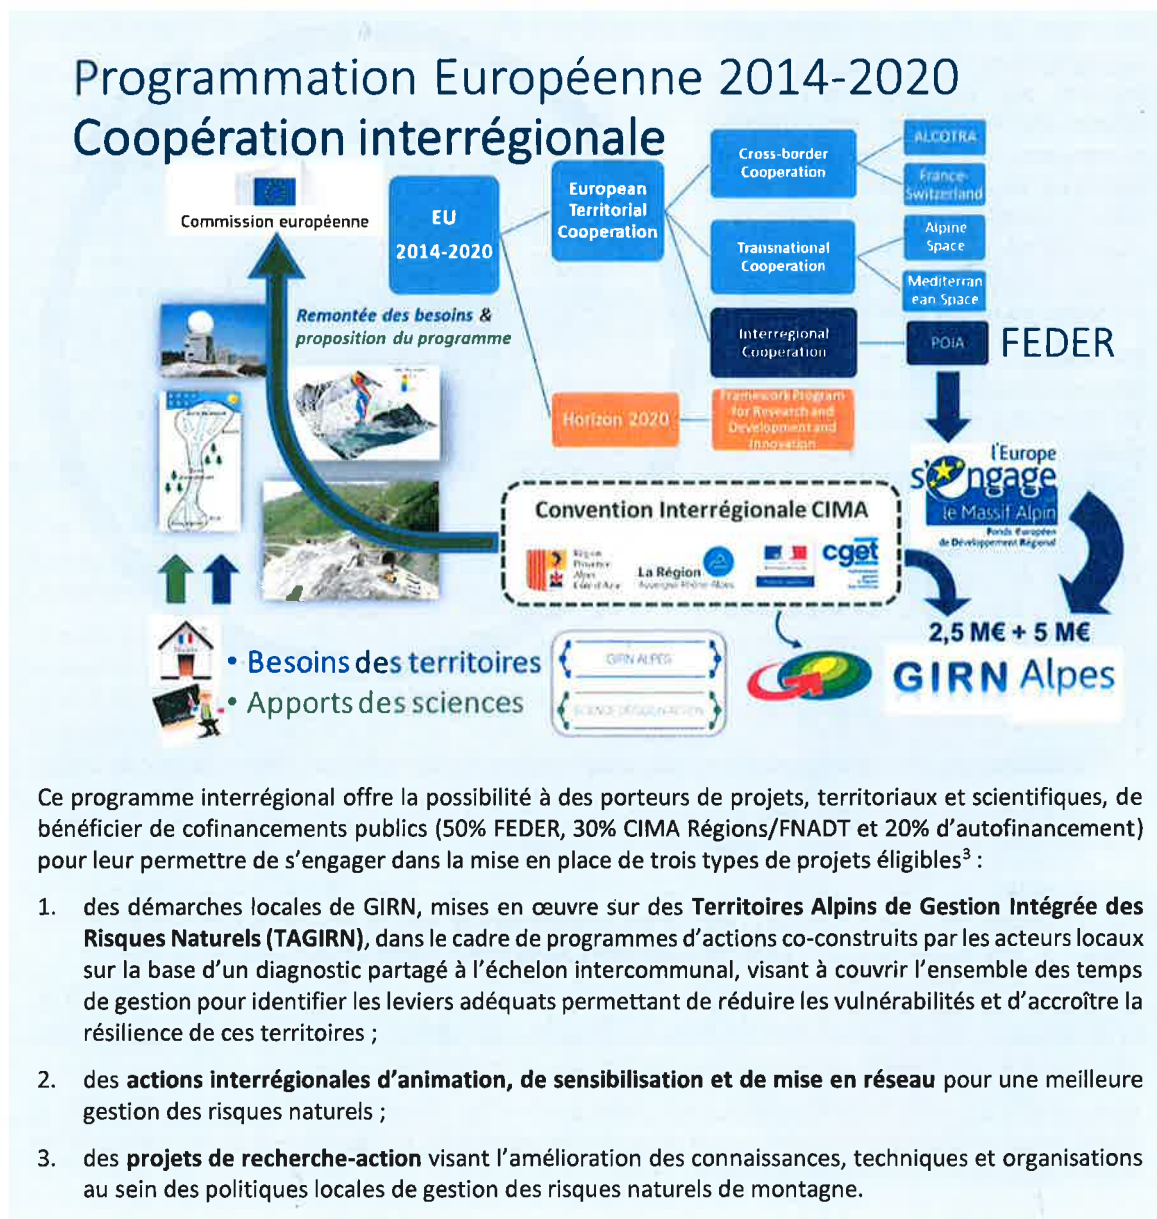 Programmation Européenne 2014-2020
Coopération interrégionale
Commission européenne
EU
2014-2020
European
Territorial
Cooperation
Cross-border
Cooperation
ALCOTRA
France-
Switzerland
Transnational
Cooperation
Alpine
Space
Mediterran
ean Space
Interregional
Cooperation
POIA
FEDER
Horizon 2020
Framework Program
for Research and
Development and
Innovation
Remontée des besoins &
proposition du programme
l'Europe
s'engage
le Massif Alpin
Fonds Européen
de Développement Régional
Convention Interrégionale CIMA
Région
Provence
Alpes
Côte d'Azur
La Région
Auvergne-Rhône-Alpes
cget
2,5 M€ + 5 M€
GIRN Alpes
• Besoins des territoires
• Apports des sciences
GIRN ALPES
SCIENCE DÉCISION ACTION
Ce programme interrégional offre la possibilité à des porteurs de projets, territoriaux et scientifiques, de
bénéficier de cofinancements publics (50% FEDER, 30% CIMA Régions/FNADT et 20% d'autofinancement)
pour leur permettre de s'engager dans la mise en place de trois types de projets éligibles³ :
1. des démarches locales de GIRN, mises en œuvre sur des Territoires Alpins de Gestion Intégrée des
Risques Naturels (TAGIRN), dans le cadre de programmes d'actions co-construits par les acteurs locaux
sur la base d'un diagnostic partagé à l'échelon intercommunal, visant à couvrir l'ensemble des temps
de gestion pour identifier les leviers adéquats permettant de réduire les vulnérabilités et d'accroître la
résilience de ces territoires ;
2. des actions interrégionales d'animation, de sensibilisation et de mise en réseau pour une meilleure
gestion des risques naturels ;
3. des projets de recherche-action visant l'amélioration des connaissances, techniques et organisations
au sein des politiques locales de gestion des risques naturels de montagne.